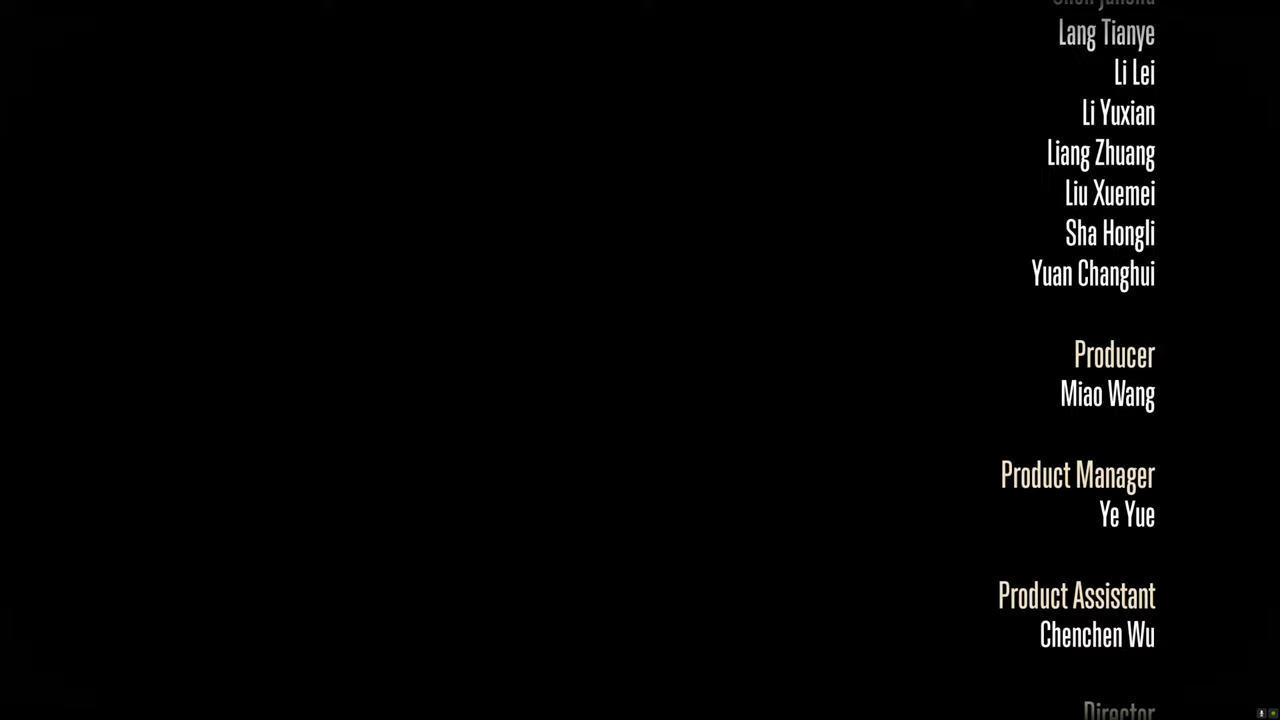 Lang Tianye
Li Lei
Li Yuxian
Liang Zhuang
Liu Xuemei
Sha Hongli
Yuan Changhui
Producer
Miao Wang
Product Manager
Ye Yue
Product Assistant
Chenchen Wu
Director